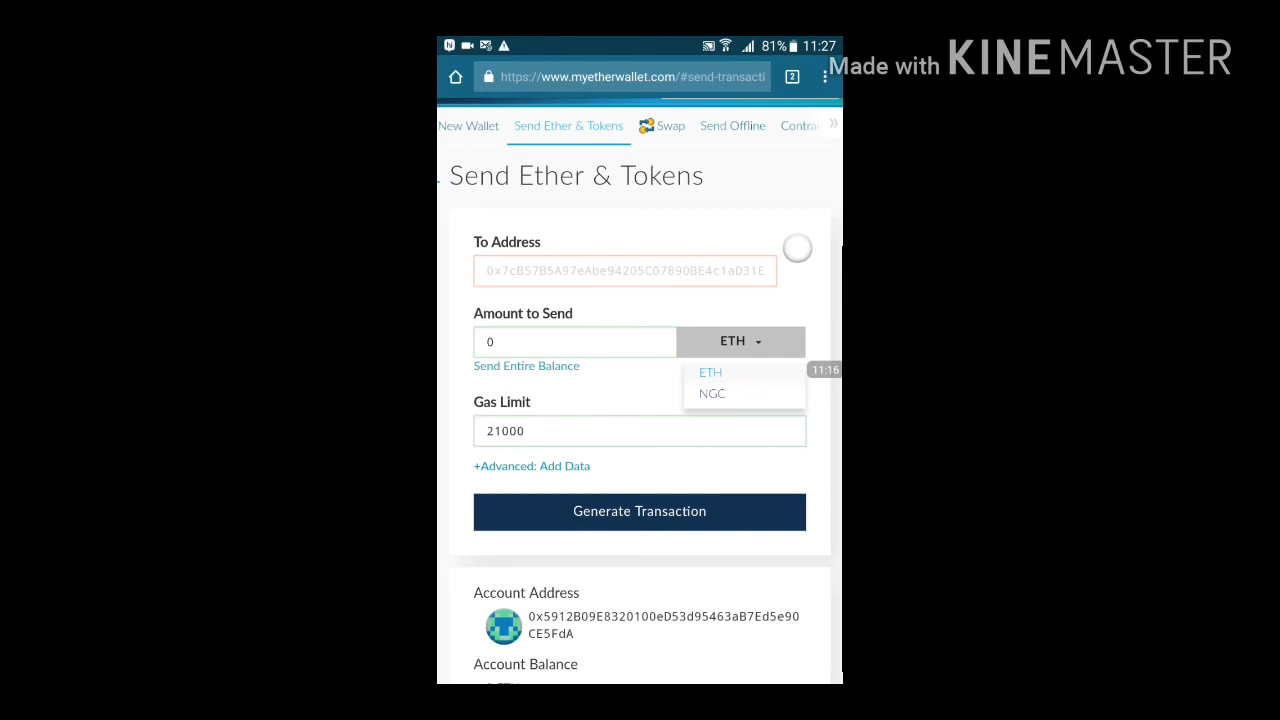 81% 11:27
Made with KINEMASTER
https://www.myetherwallet.com/#send-transacti
2
New Wallet Send Ether & Tokens Swap Send Offline Contra
Send Ether & Tokens
To Address
0x7cB57B5A97eAbe94205C07890BE4c1aD31E
Amount to Send
0 ETH
Send Entire Balance
ETH
11:16
NGC
Gas Limit
21000
+Advanced: Add Data
Generate Transaction
Account Address
0x5912B09E8320100eD53d95463aB7Ed5e90
CE5FdA
Account Balance